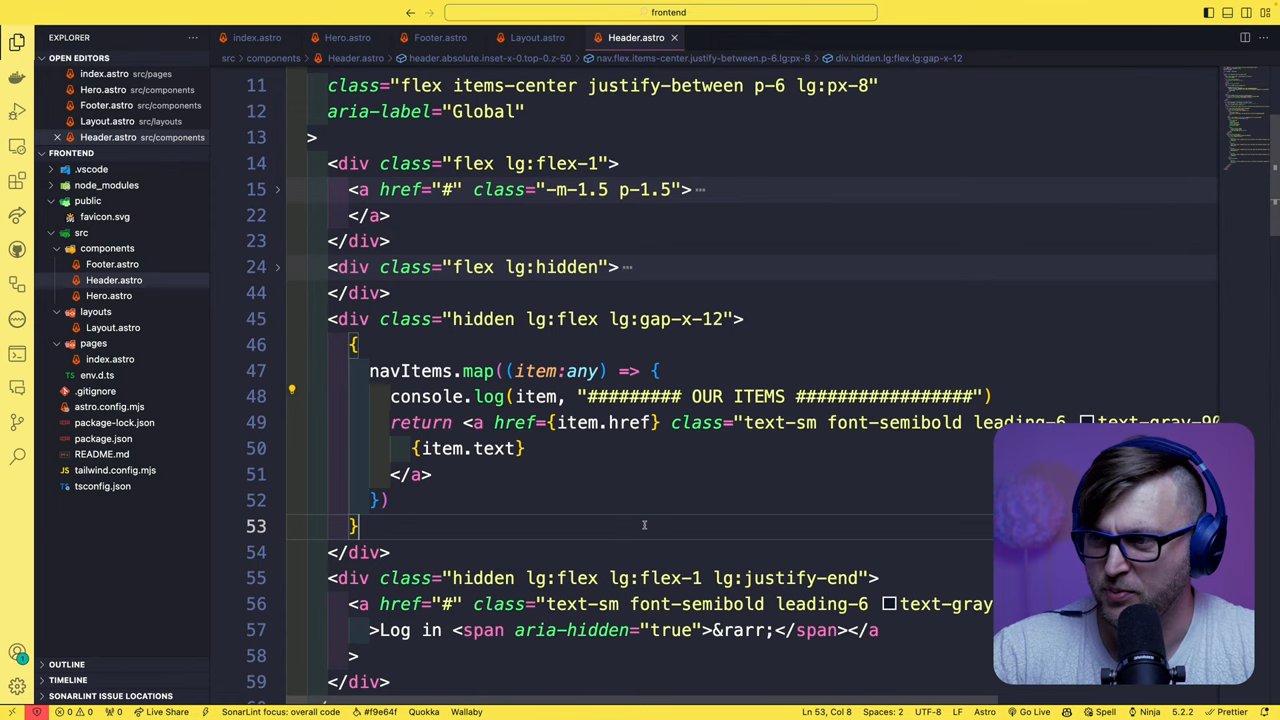 frontend
EXPLORER
OPEN EDITORS
index.astro src/pages
Hero.astro src/components
Footer.astro src/components
Layout.astro src/layouts
Header.astro src/components
FRONTEND
.vscode
node_modules
public
favicon.svg
src
components
Footer.astro
Header.astro
Hero.astro
layouts
Layout.astro
pages
index.astro
env.d.ts
.gitignore
astro.config.mjs
package-lock.json
package.json
README.md
tailwind.config.mjs
tsconfig.json
OUTLINE
TIMELINE
SONARLINT ISSUE LOCATIONS
index.astro Hero.astro Footer.astro Layout.astro Header.astro
src > components > Header.astro > header.absolute.inset-x-0.top-0.z-50 > nav.flex.items-center.justify-between.p-6.lg:px-8 > div.hidden.lg:flex.lg:gap-x-12
11 class="flex items-center justify-between p-6 lg:px-8"
12 aria-label="Global"
13 >
14 <div class="flex lg:flex-1">
15 <a href="#" class="-m-1.5 p-1.5">
22 </a>
23 </div>
24 <div class="flex lg:hidden">
44 </div>
45 <div class="hidden lg:flex lg:gap-x-12">
46 {
47 navItems.map((item:any) => {
48 console.log(item, "######### OUR ITEMS #################")
49 return <a href={item.href} class="text-sm font-semibold leading-6 text-gray-90
50 {item.text}
51 </a>
52 })
53 }
54 </div>
55 <div class="hidden lg:flex lg:flex-1 lg:justify-end">
56 <a href="#" class="text-sm font-semibold leading-6 text-gray
57 >Log in <span aria-hidden="true">&rarr;</span></a
58 >
59 </div>
0 0 0 Live Share SonarLint focus: overall code #f9e64f Quokka Wallaby Ln 53, Col 8 Spaces: 2 UTF-8 LF Astro Go Live Spell Ninja 5.2.2 Prettier